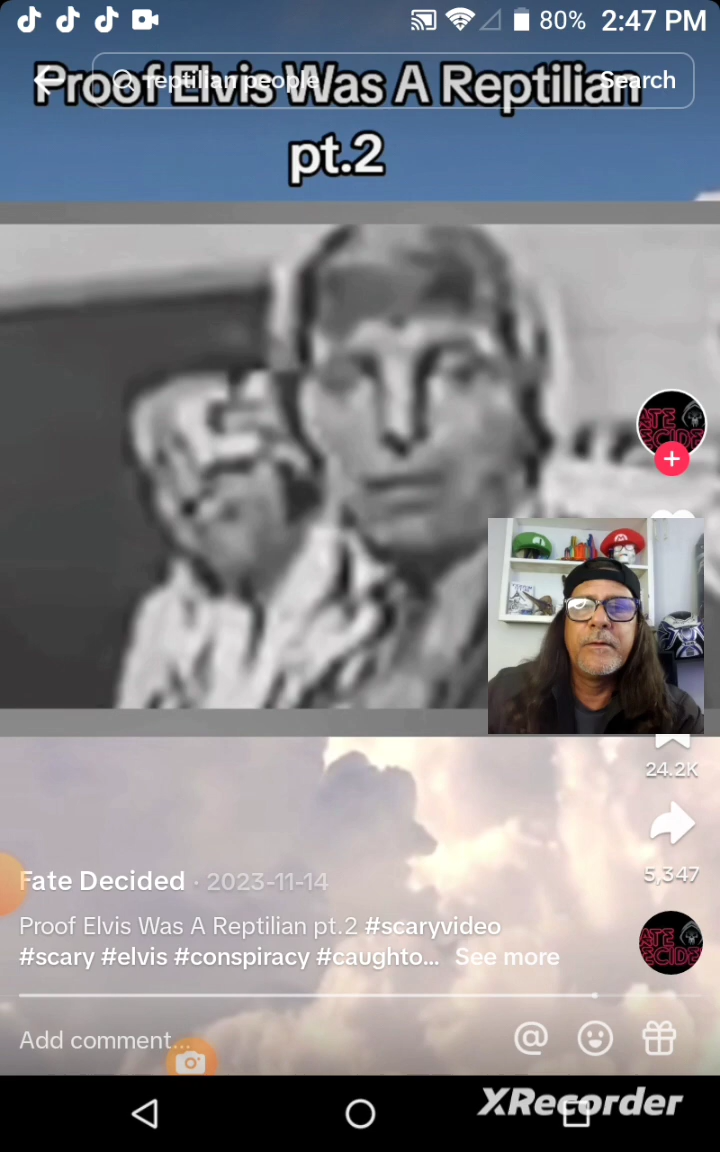 80% 2:47 PM
reptilian people Search
Proof Elvis Was A Reptilian
pt.2
24.2K
Fate Decided · 2023-11-14
5,347
Proof Elvis Was A Reptilian pt.2 #scaryvideo
#scary #elvis #conspiracy #caughto... See more
Add comment...
XRecorder